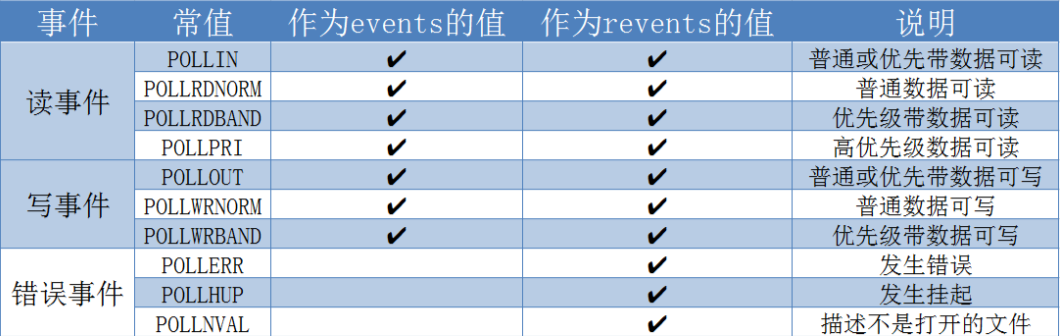 事件 常值 作为events的值 作为revents的值 说明
读事件 POLLIN ✔ ✔ 普通或优先带数据可读
POLLRDNORM ✔ ✔ 普通数据可读
POLLRDBAND ✔ ✔ 优先级带数据可读
POLLPRI ✔ ✔ 高优先级数据可读
写事件 POLLOUT ✔ ✔ 普通或优先带数据可写
POLLWRNORM ✔ ✔ 普通数据可写
POLLWRBAND ✔ ✔ 优先级带数据可写
错误事件 POLLERR ✔ 发生错误
POLLHUP ✔ 发生挂起
POLLNVAL ✔ 描述不是打开的文件